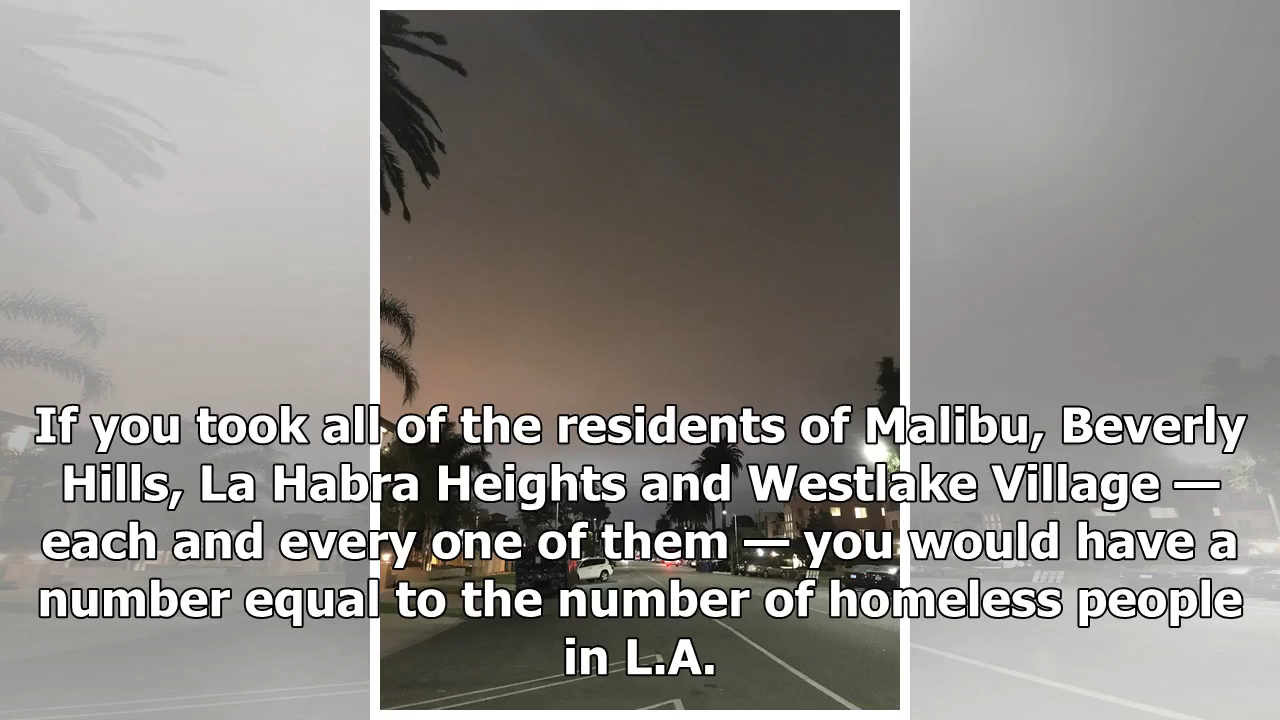 If you took all of the residents of Malibu, Beverly
Hills, La Habra Heights and Westlake Village —
each and every one of them — you would have a
number equal to the number of homeless people
in L.A.